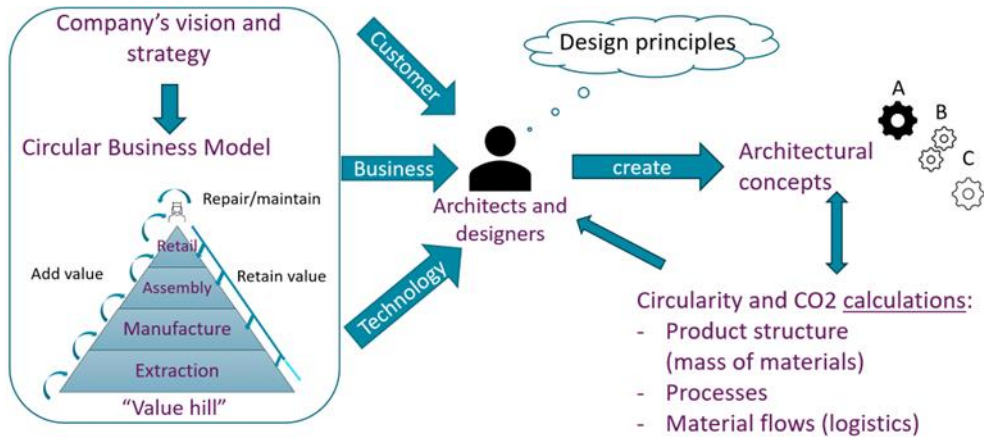 Company's vision and
strategy
Circular Business Model
Repair/maintain
Add value
Retain value
Retail
Assembly
Manufacture
Extraction
"Value hill"
Customer
Business
Technology
Design principles
Architects and
designers
create
Architectural
concepts
A
B
C
Circularity and CO2 calculations:
- Product structure
(mass of materials)
- Processes
- Material flows (logistics)